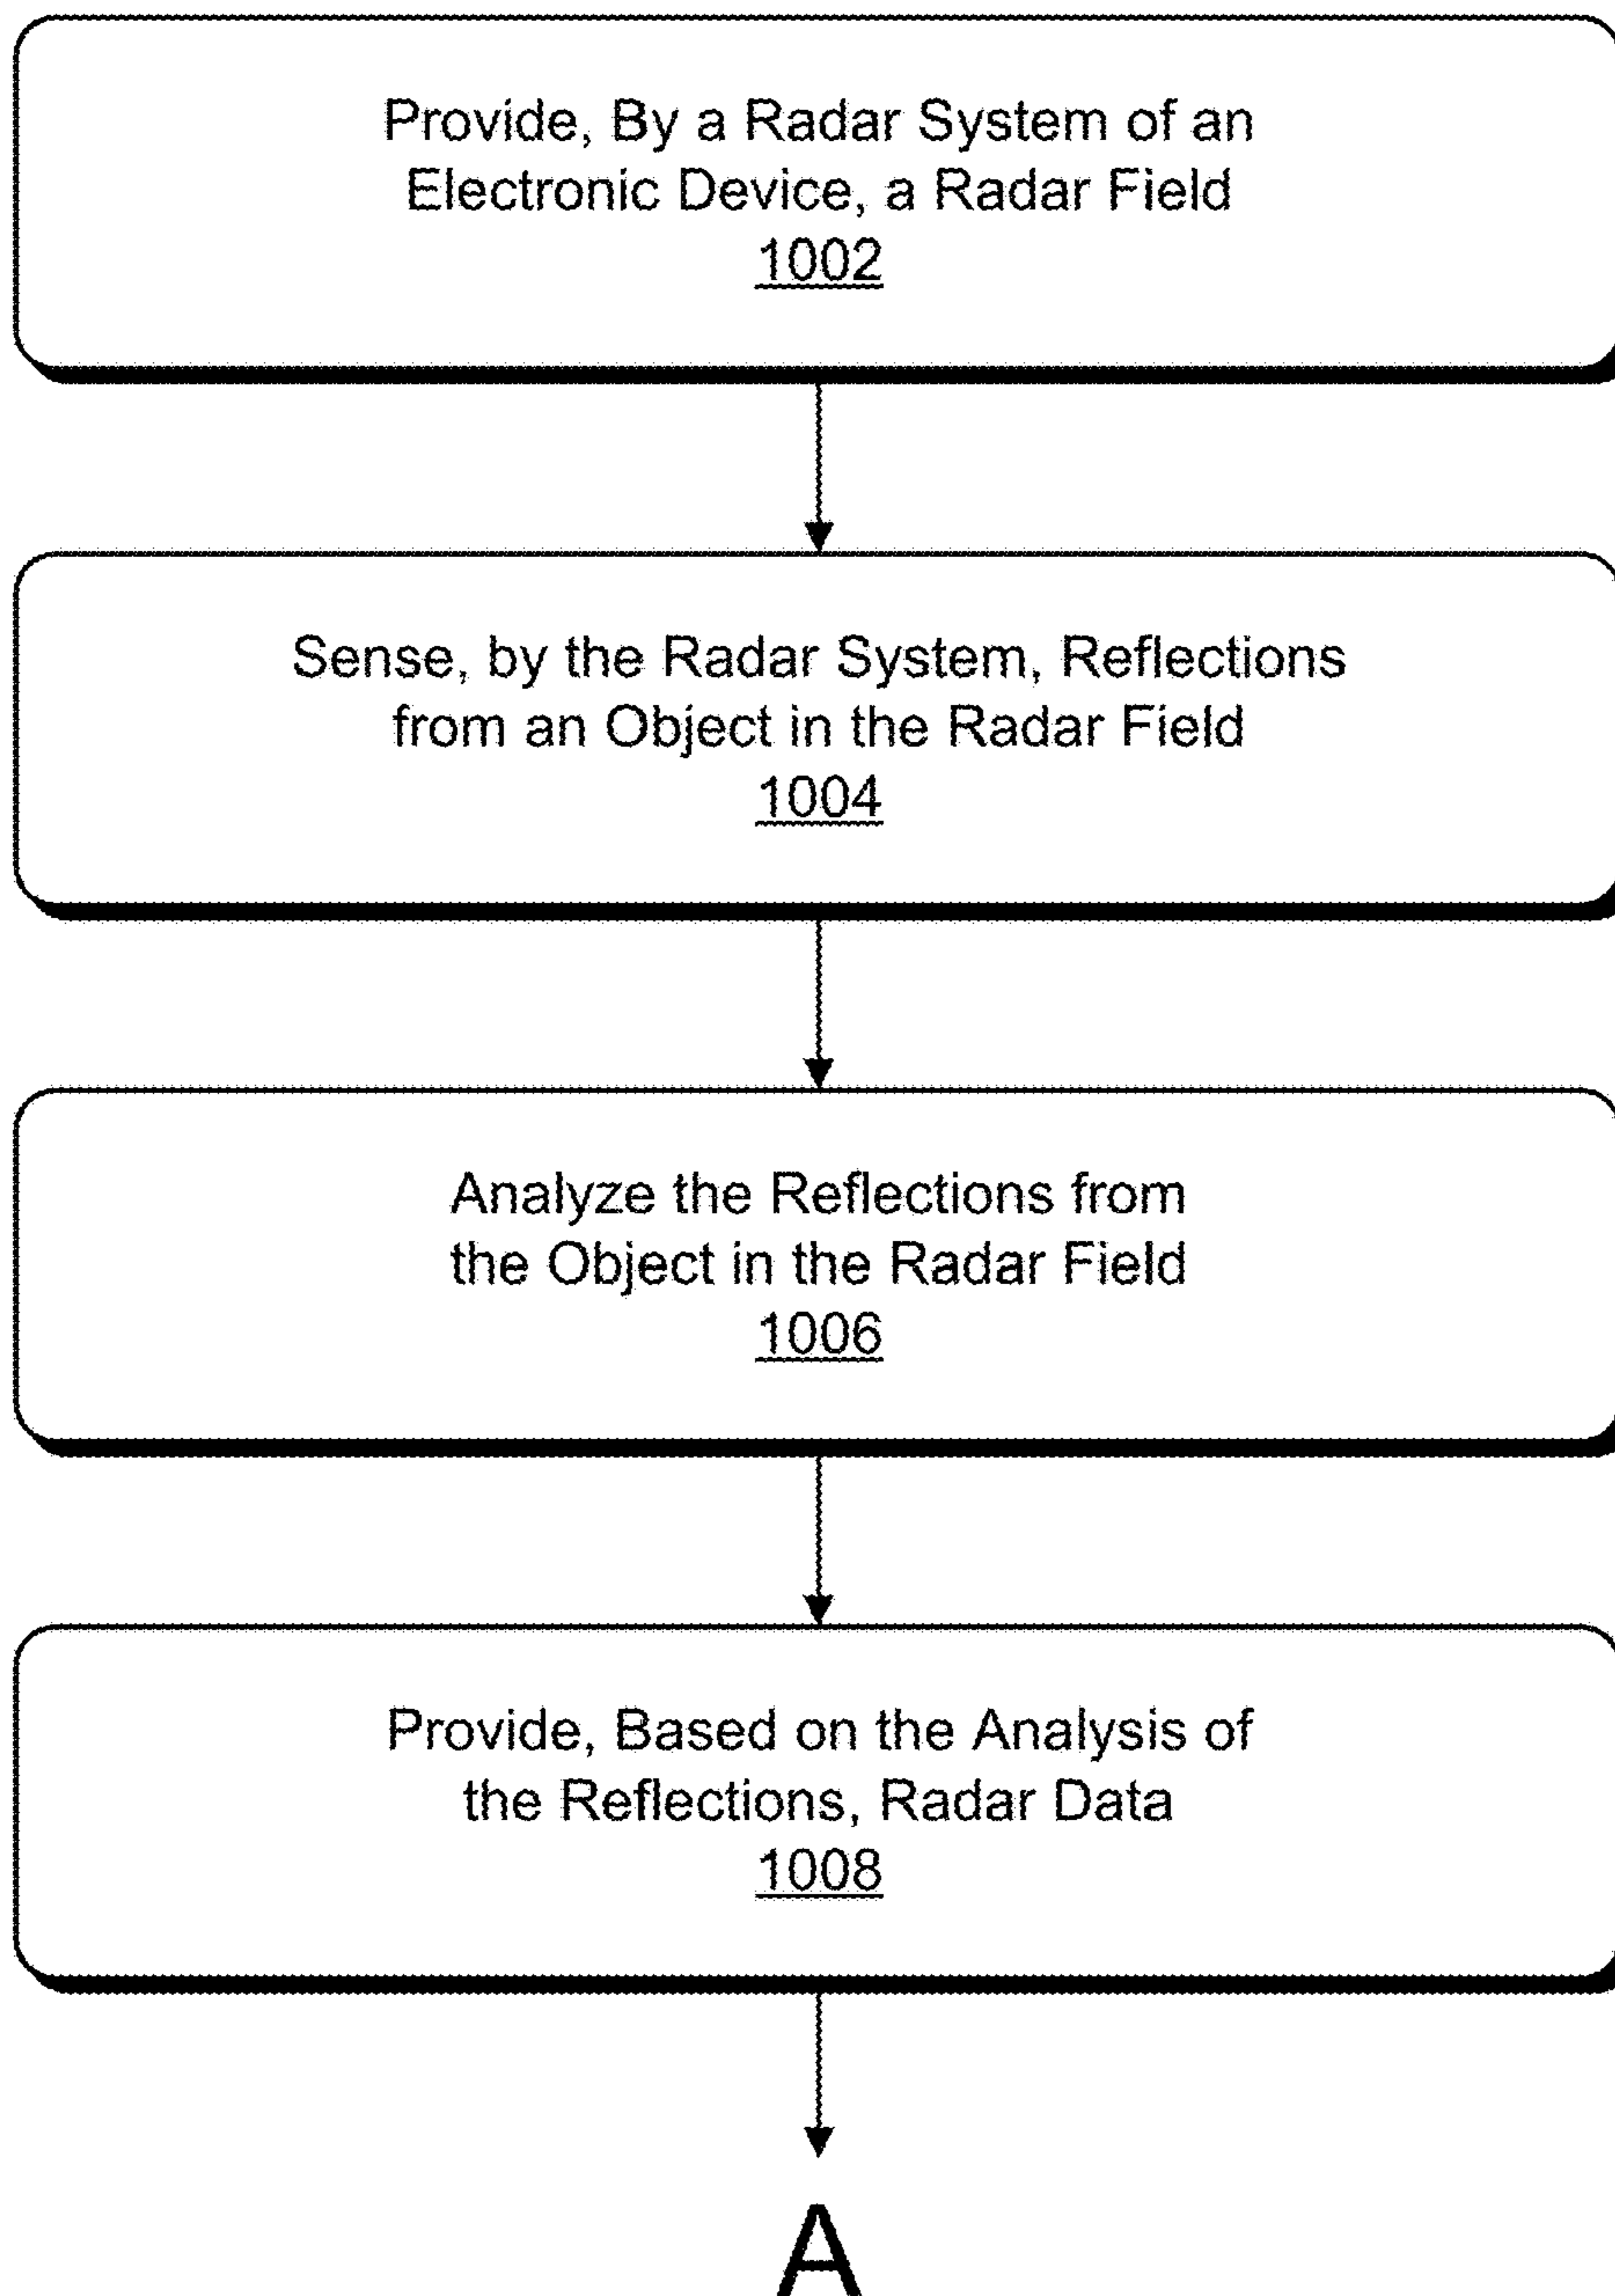 Provide, By a Radar System of an
Electronic Device, a Radar Field
1002
Sense, by the Radar System, Reflections
from an Object in the Radar Field
1004
Analyze the Reflections from
the Object in the Radar Field
1006
Provide, Based on the Analysis of
the Reflections, Radar Data
1008
A